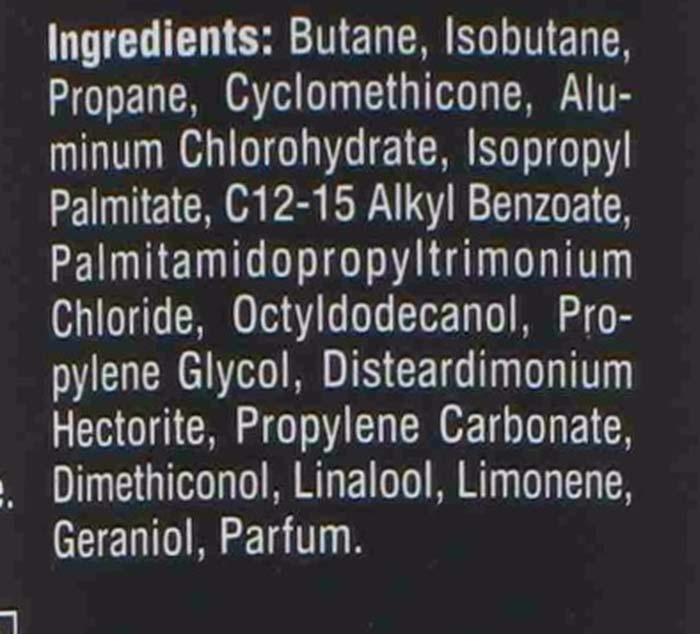 Ingredients: Butane, Isobutane,
Propane, Cyclomethicone, Alu-
minum Chlorohydrate, Isopropyl
Palmitate, C12-15 Alkyl Benzoate,
Palmitamidopropyltrimonium
Chloride, Octyldodecanol, Pro-
pylene Glycol, Disteardimonium
Hectorite, Propylene Carbonate,
Dimethiconol, Linalool, Limonene,
Geraniol, Parfum.